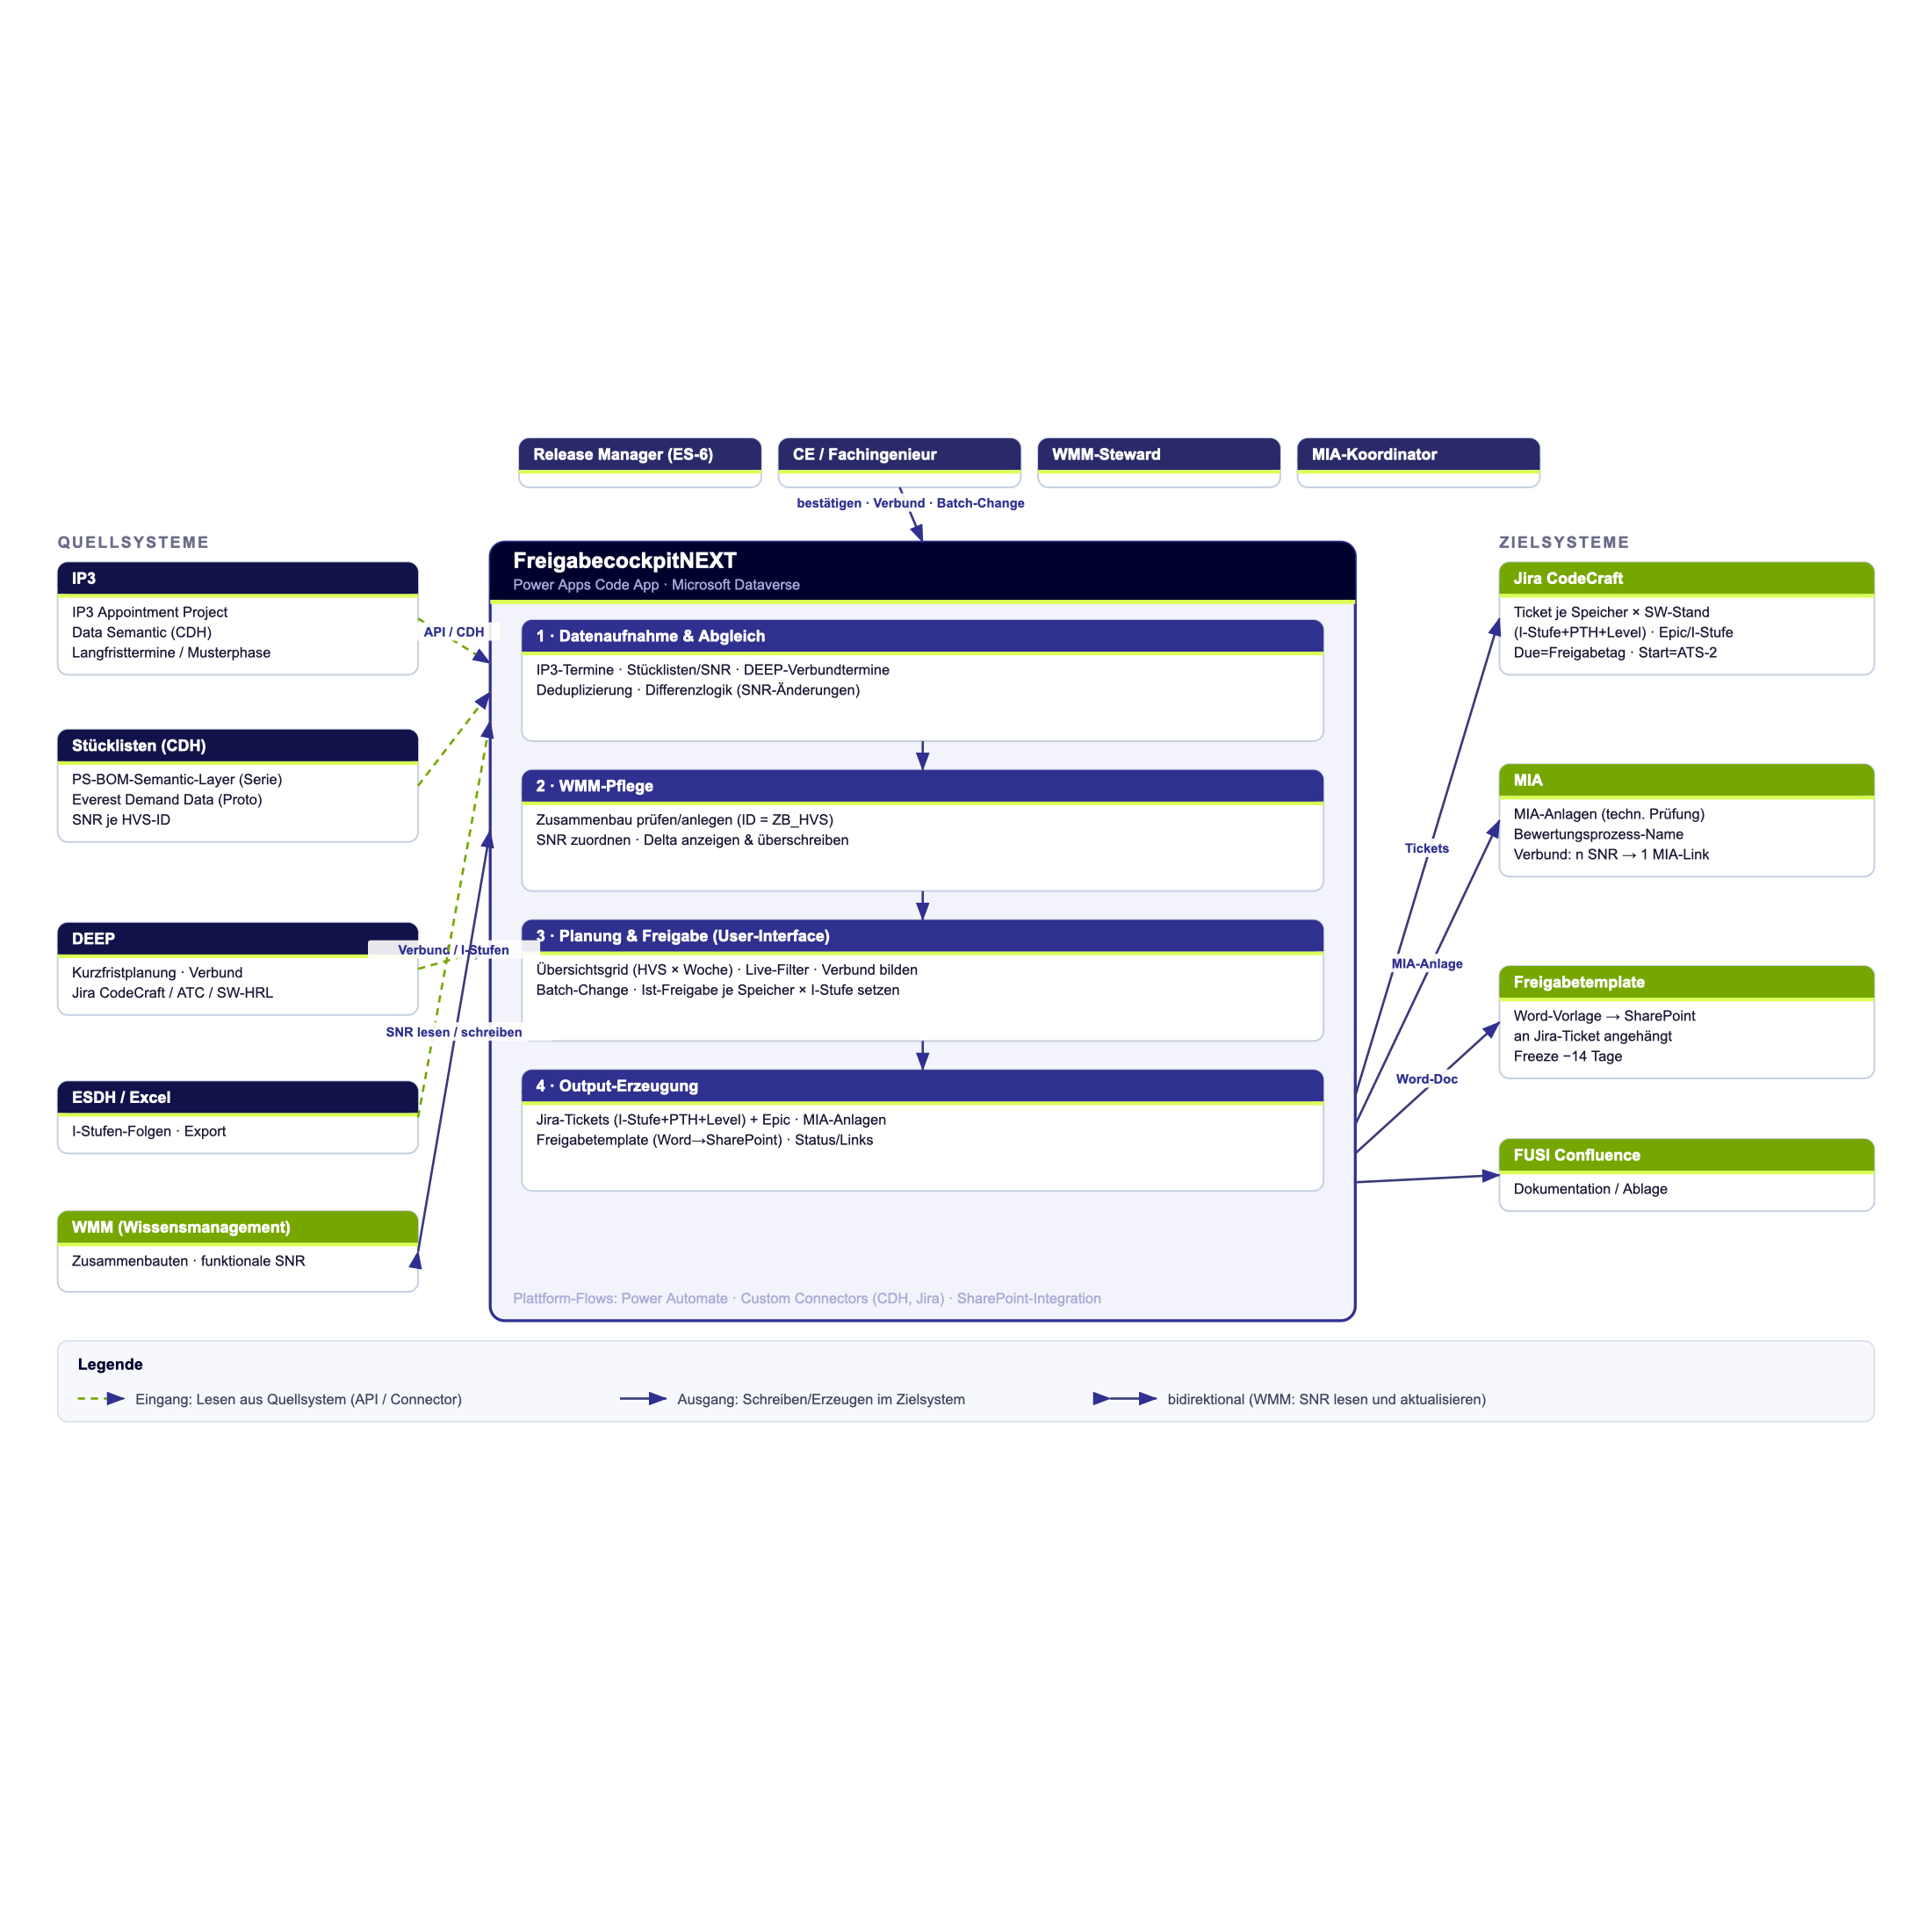 Release Manager (ES-6)
CE / Fachingenieur
WMM-Steward
MIA-Koordinator
bestätigen · Verbund · Batch-Change
QUELLSYSTEME
IP3
IP3 Appointment Project
Data Semantic (CDH)
Langfristtermine / Musterphase
Stücklisten (CDH)
PS-BOM-Semantic-Layer (Serie)
Everest Demand Data (Proto)
SNR je HVS-ID
DEEP
Kurzfristplanung · Verbund
Jira CodeCraft / ATC / SW-HRL
ESDH / Excel
I-Stufen-Folgen · Export
WMM (Wissensmanagement)
Zusammenbauten · funktionale SNR
API / CDH
Verbund / I-Stufen
SNR lesen / schreiben
FreigabecockpitNEXT
Power Apps Code App · Microsoft Dataverse
1 · Datenaufnahme & Abgleich
IP3-Termine · Stücklisten/SNR · DEEP-Verbundtermine
Deduplizierung · Differenzlogik (SNR-Änderungen)
2 · WMM-Pflege
Zusammenbau prüfen/anlegen (ID = ZB_HVS)
SNR zuordnen · Delta anzeigen & überschreiben
3 · Planung & Freigabe (User-Interface)
Übersichtsgrid (HVS × Woche) · Live-Filter · Verbund bilden
Batch-Change · Ist-Freigabe je Speicher × I-Stufe setzen
4 · Output-Erzeugung
Jira-Tickets (I-Stufe+PTH+Level) + Epic · MIA-Anlagen
Freigabetemplate (Word→SharePoint) · Status/Links
Plattform-Flows: Power Automate · Custom Connectors (CDH, Jira) · SharePoint-Integration
Tickets
MIA-Anlage
Word-Doc
ZIELSYSTEME
Jira CodeCraft
Ticket je Speicher × SW-Stand
(I-Stufe+PTH+Level) · Epic/I-Stufe
Due=Freigabetag · Start=ATS-2
MIA
MIA-Anlagen (techn. Prüfung)
Bewertungsprozess-Name
Verbund: n SNR → 1 MIA-Link
Freigabetemplate
Word-Vorlage → SharePoint
an Jira-Ticket angehängt
Freeze −14 Tage
FUSI Confluence
Dokumentation / Ablage
Legende
Eingang: Lesen aus Quellsystem (API / Connector)
Ausgang: Schreiben/Erzeugen im Zielsystem
bidirektional (WMM: SNR lesen und aktualisieren)